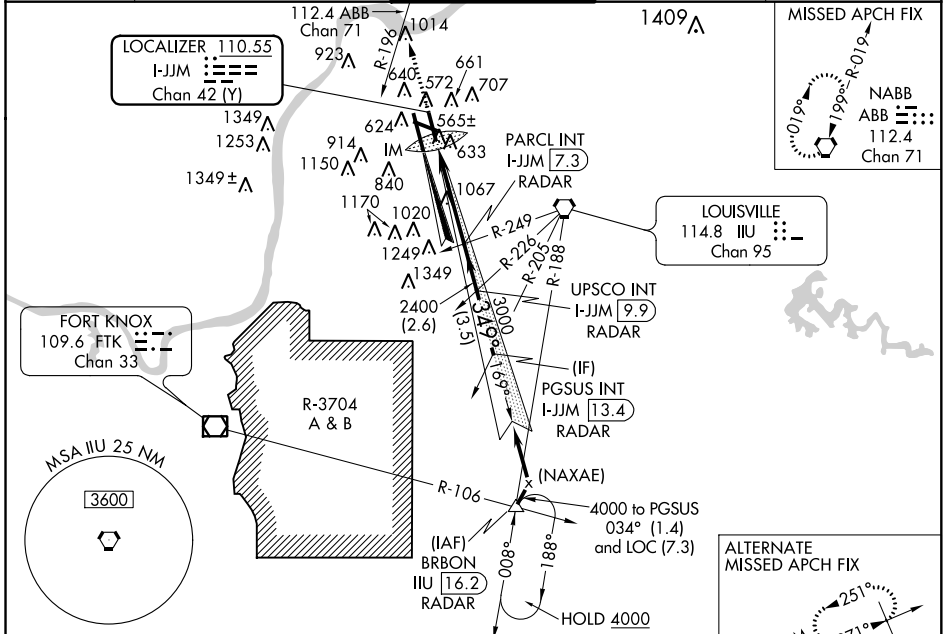 112.4 ABB
Chan 71
R-196
1014
923
1409
MISSED APCH FIX
019°
199°
R-019
NABB
ABB
112.4
Chan 71
LOCALIZER 110.55
I-JJM
Chan 42 (Y)
640
572
661
707
624
565±
633
IM
1349
1253
1349±
914
1150
840
1067
1170
1020
1249
1349
PARCL INT
I-JJM 7.3
RADAR
R-249
R-226
R-205
R-188
LOUISVILLE
114.8 IIU
Chan 95
2400
(2.6)
3000
(3.5)
349°
169°
UPSCO INT
I-JJM 9.9
RADAR
(IF)
PGSUS INT
I-JJM 13.4
RADAR
FORT KNOX
109.6 FTK
Chan 33
R-3704
A & B
MSA IIU 25 NM
3600
R-106
(NAXAE)
4000 to PGSUS
034° (1.4)
and LOC (7.3)
(IAF)
BRBON
IIU 16.2
RADAR
008°
188°
HOLD 4000
ALTERNATE
MISSED APCH FIX
251°